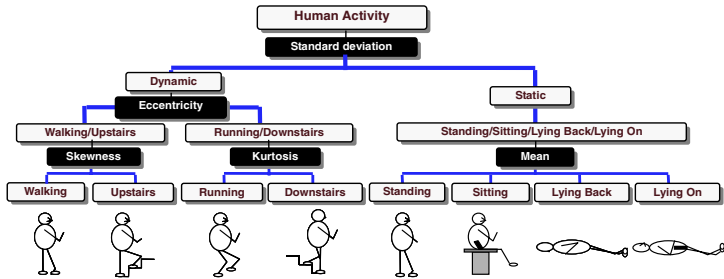 Human Activity
Standard deviation
Dynamic
Static
Eccentricity
Walking/Upstairs
Running/Downstairs
Standing/Sitting/Lying Back/Lying On
Skewness
Kurtosis
Mean
Walking
Upstairs
Running
Downstairs
Standing
Sitting
Lying Back
Lying On